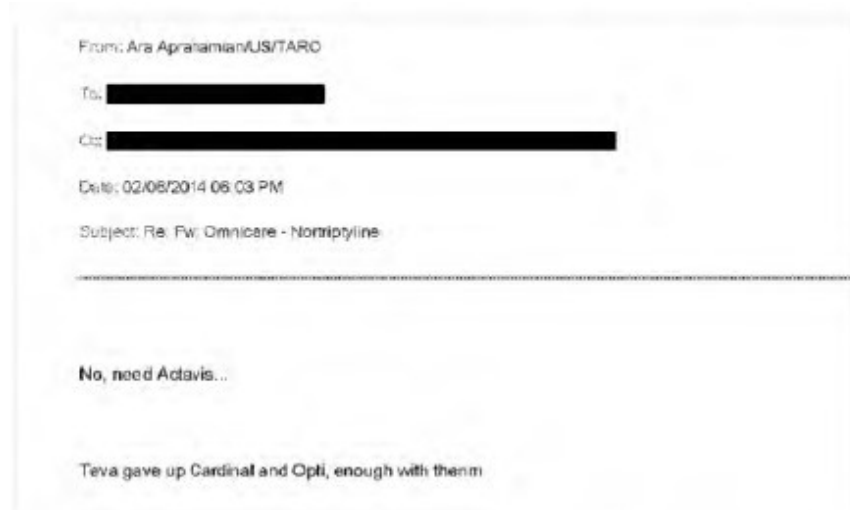 From: Ara Aprahamian/US/TARO
To:
Cc:
Date: 02/06/2014 06:03 PM
Subject: Re: Fw: Omnicare - Nortriptyline
No, need Actavis...
Teva gave up Cardinal and Opti, enough with thenm